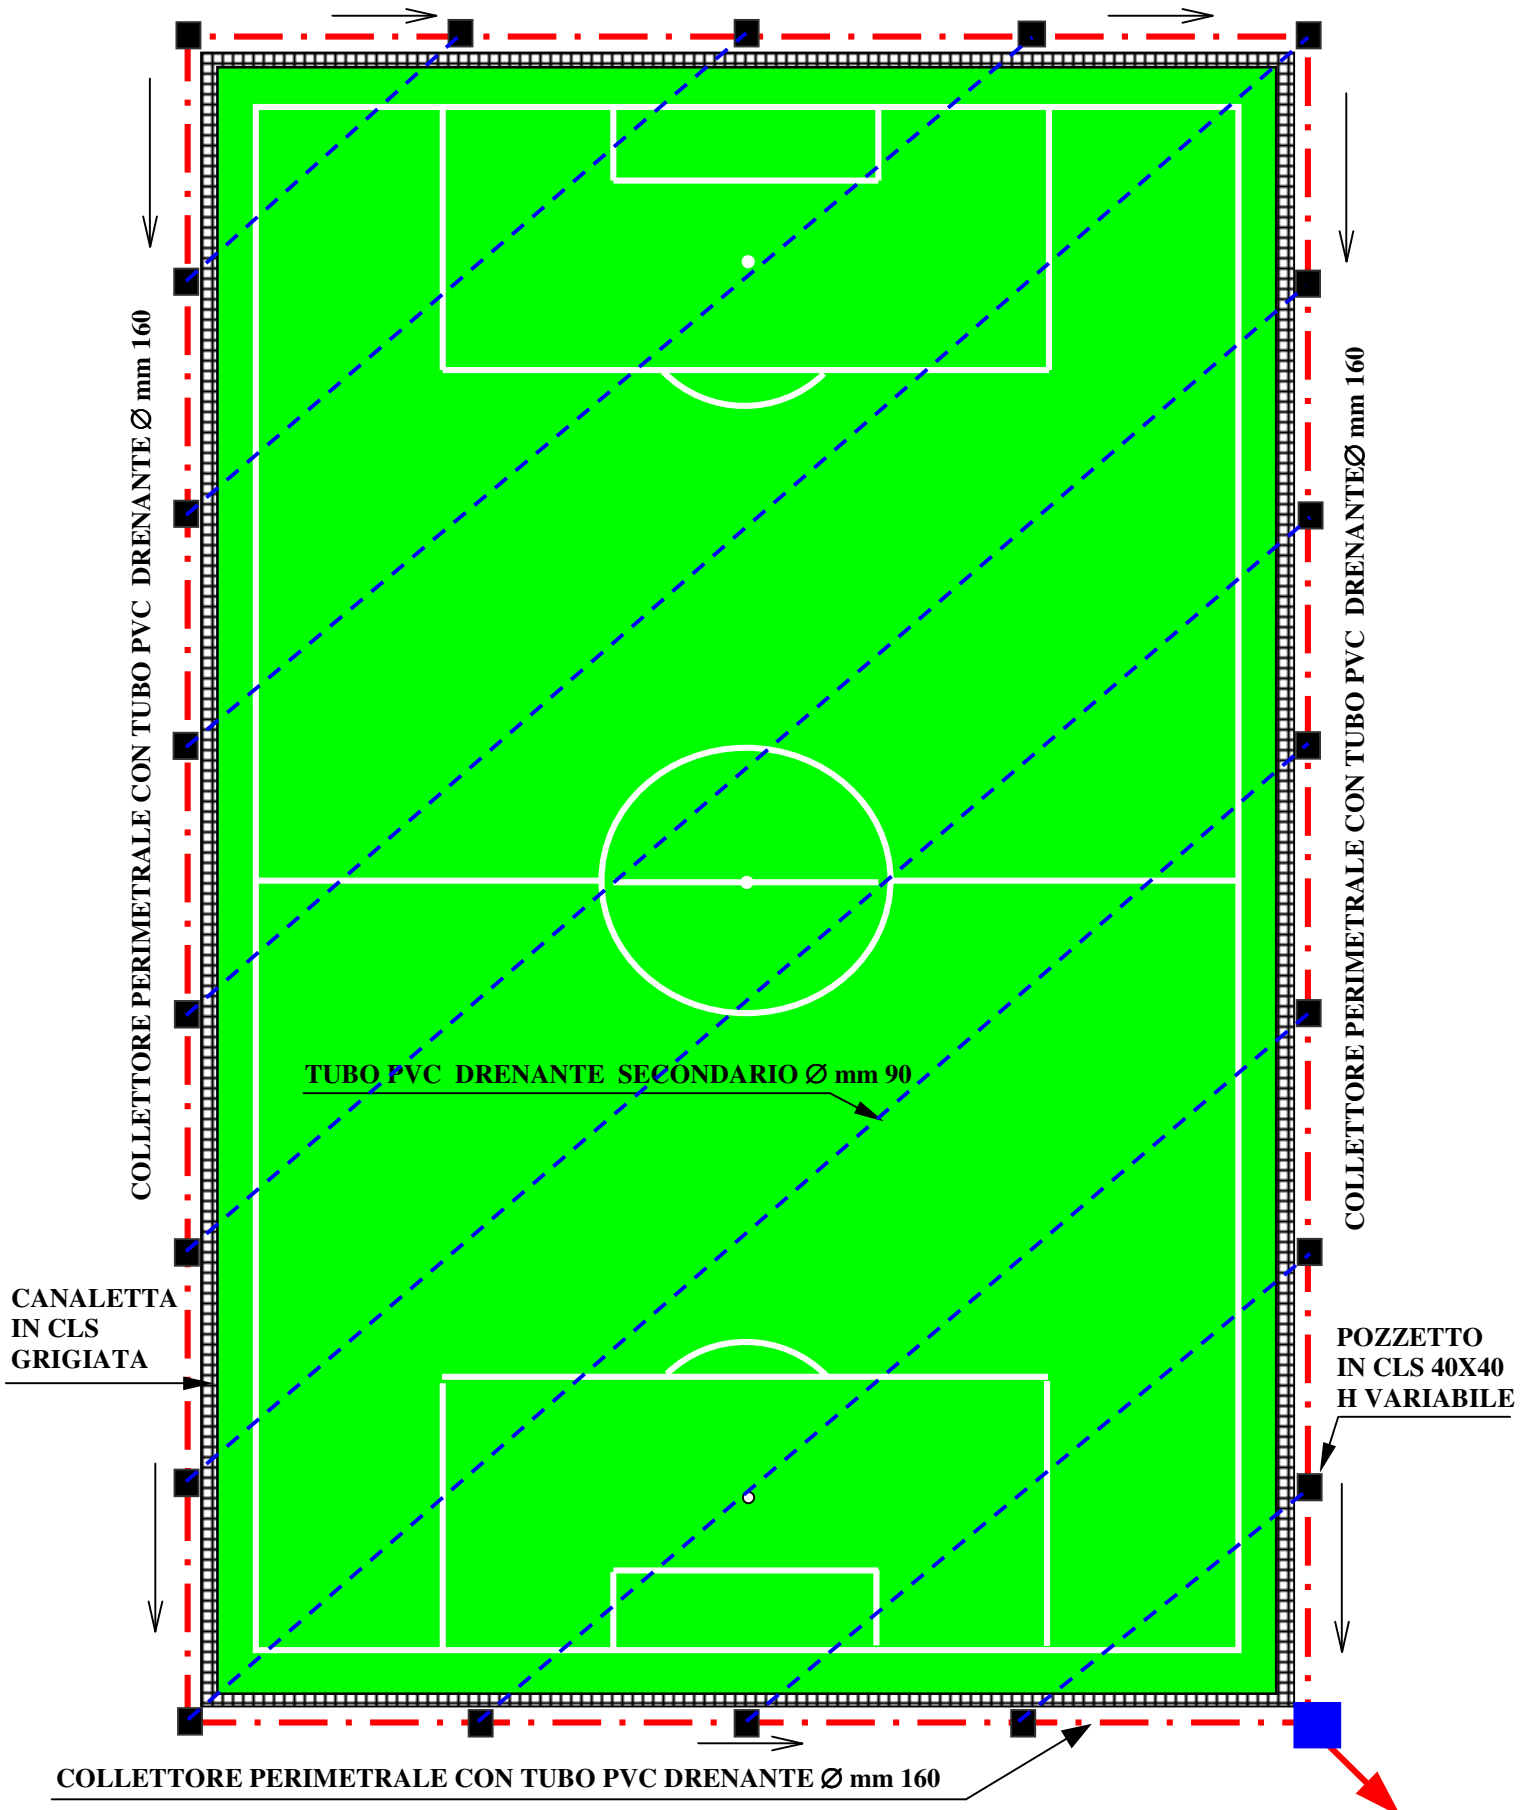 COLLETTORE PERIMETRALE CON TUBO PVC  DRENANTE Ø mm 160
COLLETTORE PERIMETRALE CON TUBO PVC  DRENANTEØ mm 160
TUBO PVC  DRENANTE  SECONDARIO Ø mm 90
CANALETTA
IN CLS
GRIGIATA
POZZETTO
IN CLS 40X40
H VARIABILE
COLLETTORE PERIMETRALE CON TUBO PVC DRENANTE Ø mm 160